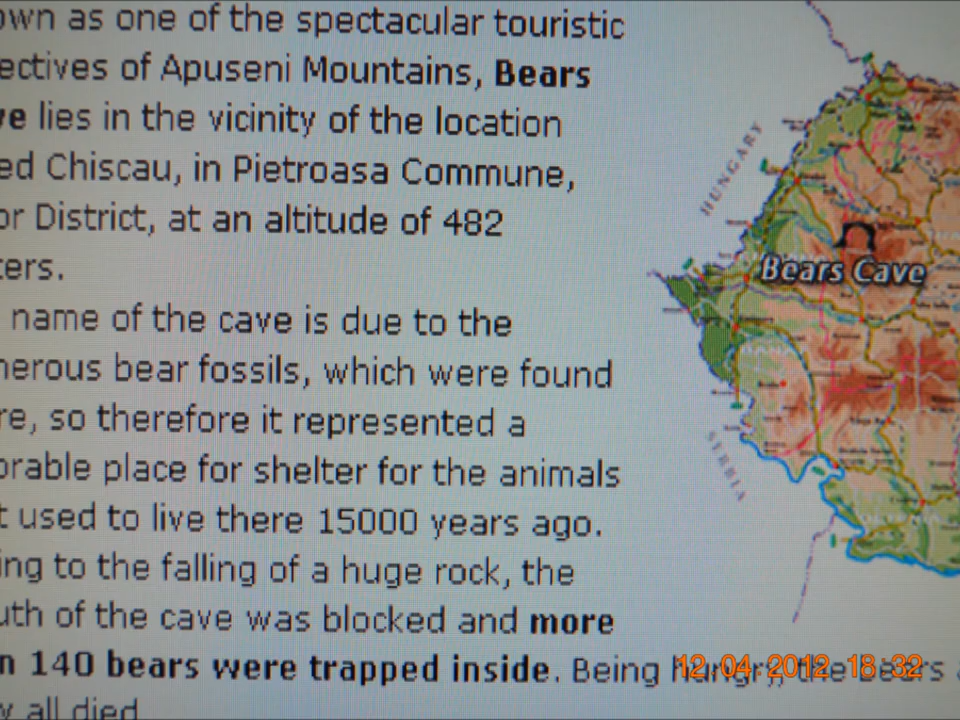 own as one of the spectacular touristic
ectives of Apuseni Mountains, Bears
ve lies in the vicinity of the location
ed Chiscau, in Pietroasa Commune,
or District, at an altitude of 482
ters.
name of the cave is due to the
nerous bear fossils, which were found
re, so therefore it represented a
orable place for shelter for the animals
t used to live there 15000 years ago.
ing to the falling of a huge rock, the
uth of the cave was blocked and more
n 140 bears were trapped inside. Being hungry, the bears
y all died
HUNGARY
Bears Cave
SERBIA
12.04.2012 18:32